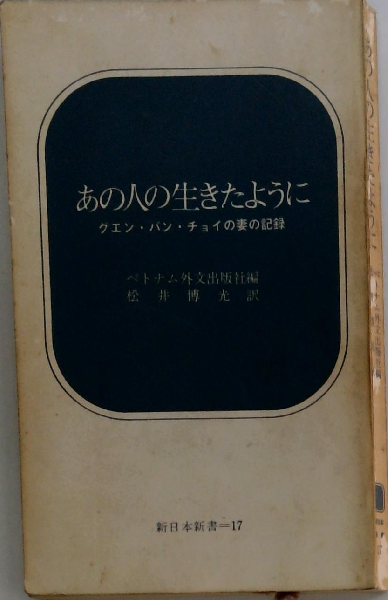 あの人の生きたように
グエン・バン・チョイの妻の記録
ベトナム外文出版社編
松井博光訳
新日本新書=17